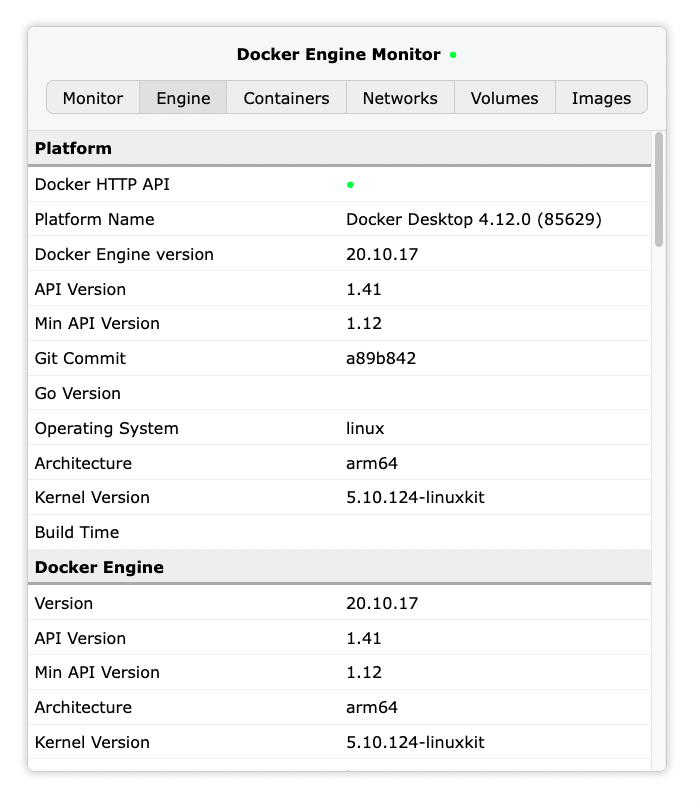 Docker Engine Monitor
Monitor Engine Containers Networks Volumes Images
Platform
Docker HTTP API
Platform Name Docker Desktop 4.12.0 (85629)
Docker Engine version 20.10.17
API Version 1.41
Min API Version 1.12
Git Commit a89b842
Go Version
Operating System linux
Architecture arm64
Kernel Version 5.10.124-linuxkit
Build Time
Docker Engine
Version 20.10.17
API Version 1.41
Min API Version 1.12
Architecture arm64
Kernel Version 5.10.124-linuxkit